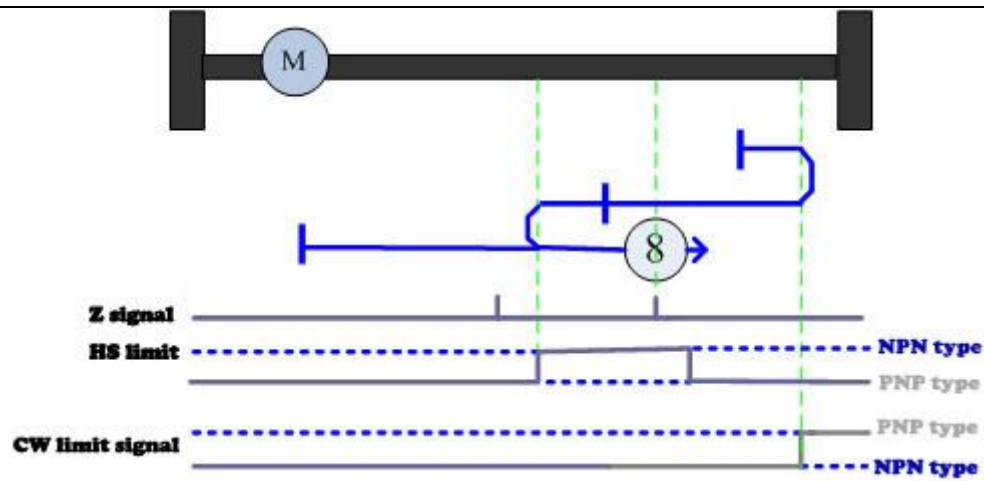 M
8
Z signal
HS limit
NPN type
PNP type
CW limit signal
PNP type
NPN type